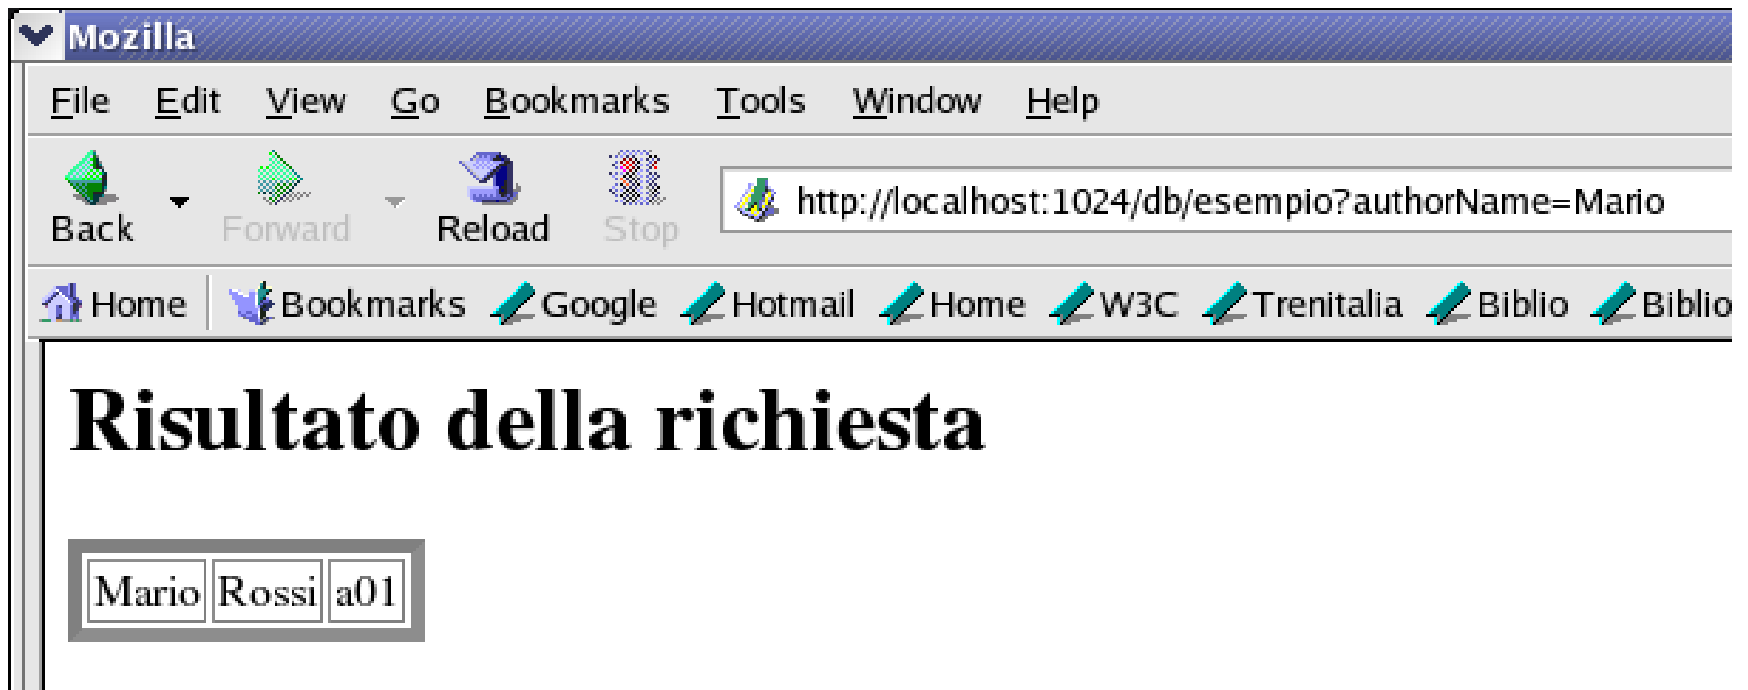 Mozilla
File Edit View Go Bookmarks Tools Window Help
Back Forward Reload Stop http://localhost:1024/db/esempio?authorName=Mario
Home Bookmarks Google Hotmail Home W3C Trenitalia Biblio Biblio
Risultato della richiesta
Mario Rossi a01